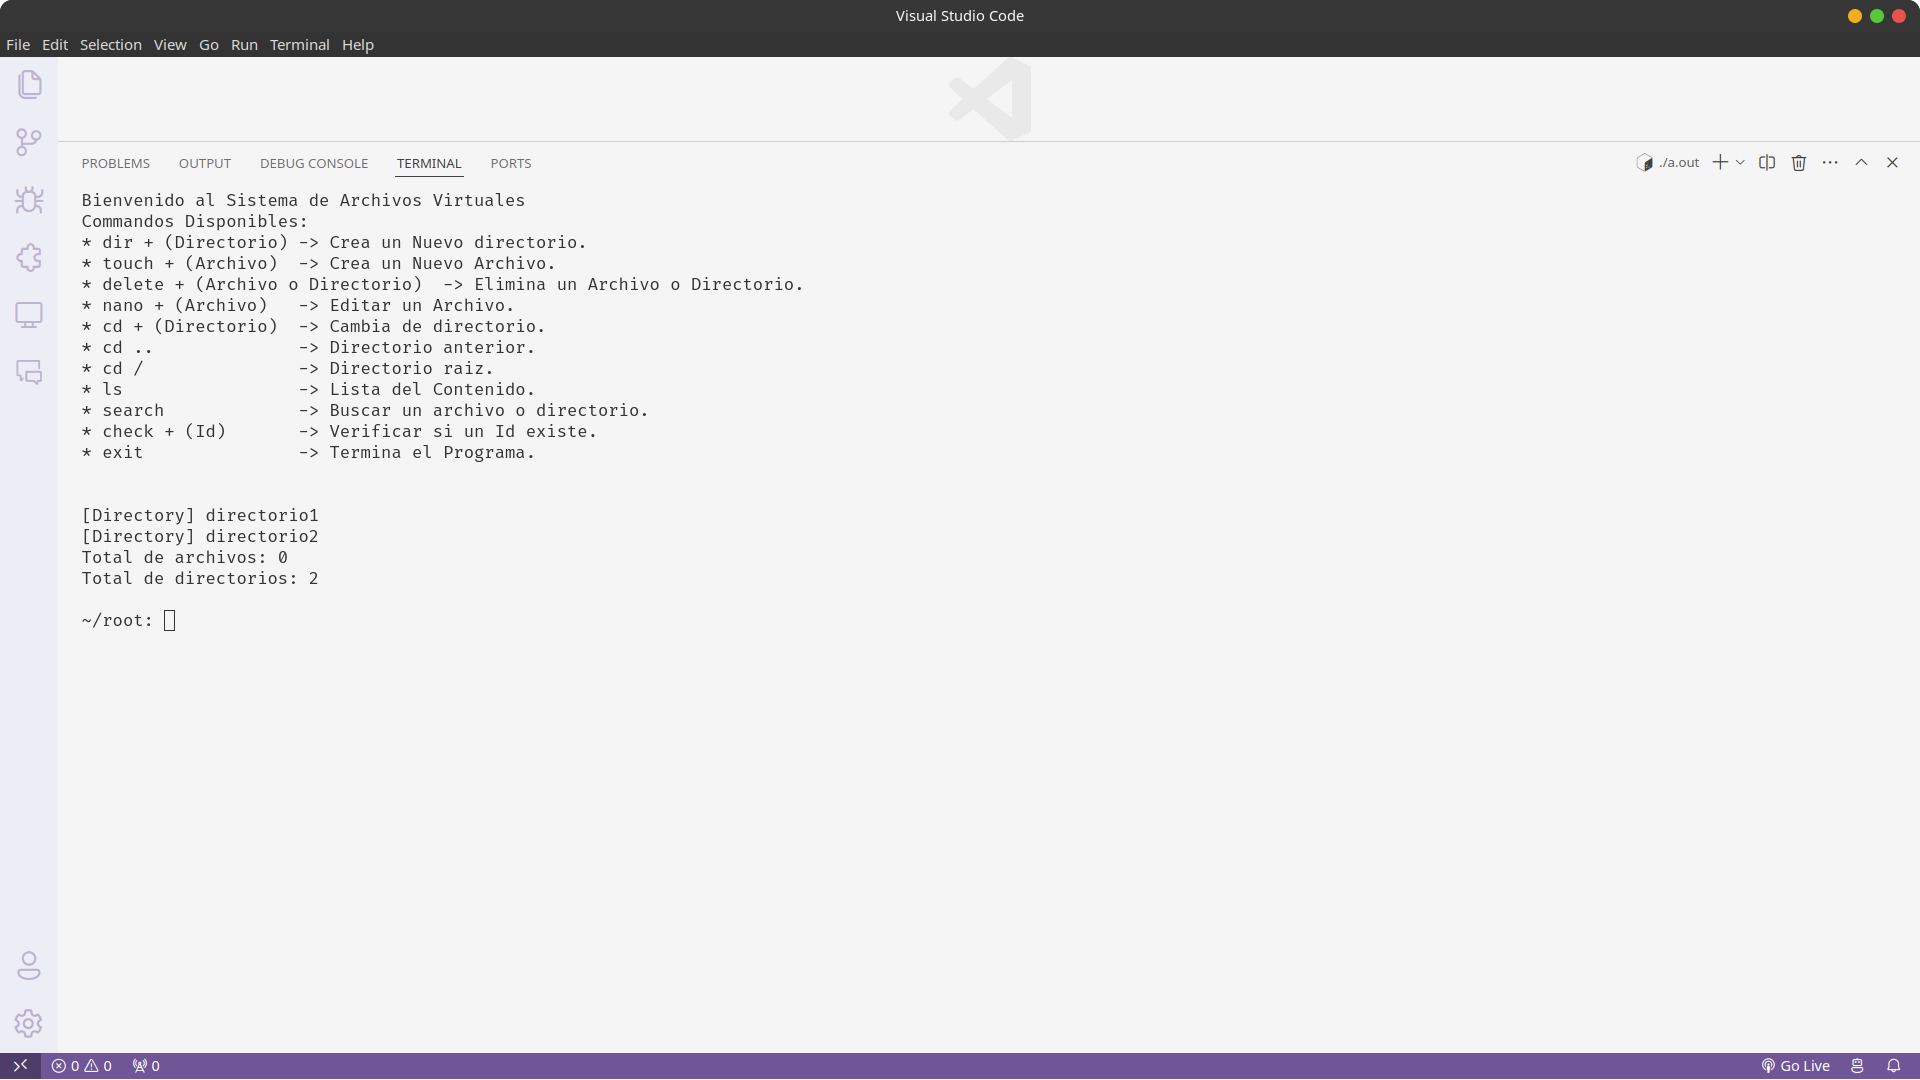 Visual Studio Code
File Edit Selection View Go Run Terminal Help
PROBLEMS OUTPUT DEBUG CONSOLE TERMINAL PORTS ./a.out
Bienvenido al Sistema de Archivos Virtuales
Commandos Disponibles:
* dir + (Directorio) -> Crea un Nuevo directorio.
* touch + (Archivo)  -> Crea un Nuevo Archivo.
* delete + (Archivo o Directorio)  -> Elimina un Archivo o Directorio.
* nano + (Archivo)   -> Editar un Archivo.
* cd + (Directorio)  -> Cambia de directorio.
* cd ..              -> Directorio anterior.
* cd /               -> Directorio raiz.
* ls                 -> Lista del Contenido.
* search             -> Buscar un archivo o directorio.
* check + (Id)       -> Verificar si un Id existe.
* exit               -> Termina el Programa.
[Directory] directorio1
[Directory] directorio2
Total de archivos: 0
Total de directorios: 2
~/root:
0 0 0 Go Live